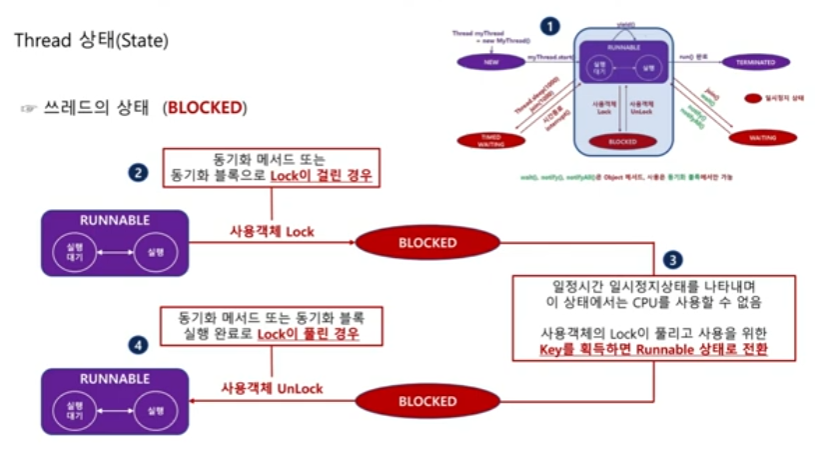 Thread 상태(State)
☞ 쓰레드의 상태 (BLOCKED)
1
Thread myThread
= new MyThread()
NEW
myThread.start
yield()
RUNNABLE
실행
대기
실행
run() 완료
TERMINATED
Thread.sleep(1000)
join(1000)
시간종료
interrupt()
사용객체
Lock
사용객체
UnLock
join()
wait()
notify()
notifyAll()
일시정지 상태
TIMED
WAITING
BLOCKED
WAITING
wait(), notify(), notifyAll()은 Object 메서드, 사용은 동기화 블록에서만 가능
2
동기화 메서드 또는
동기화 블록으로 Lock이 걸린 경우
RUNNABLE
실행
대기
실행
사용객체 Lock
BLOCKED
3
일정시간 일시정지상태를 나타내며
이 상태에서는 CPU를 사용할 수 없음
사용객체의 Lock이 풀리고 사용을 위한
Key를 획득하면 Runnable 상태로 전환
4
동기화 메서드 또는 동기화 블록
실행 완료로 Lock이 풀린 경우
RUNNABLE
실행
대기
실행
사용객체 UnLock
BLOCKED